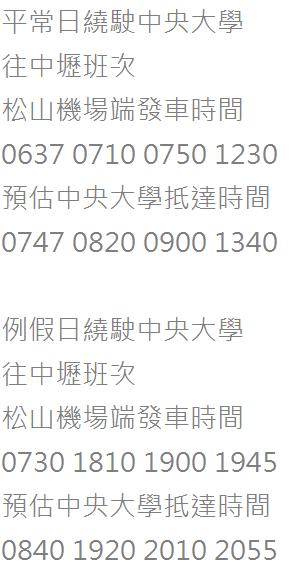 平常日繞駛中央大學
往中壢班次
松山機場端發車時間
0637 0710 0750 1230
預估中央大學抵達時間
0747 0820 0900 1340
例假日繞駛中央大學
往中壢班次
松山機場端發車時間
0730 1810 1900 1945
預估中央大學抵達時間
0840 1920 2010 2055